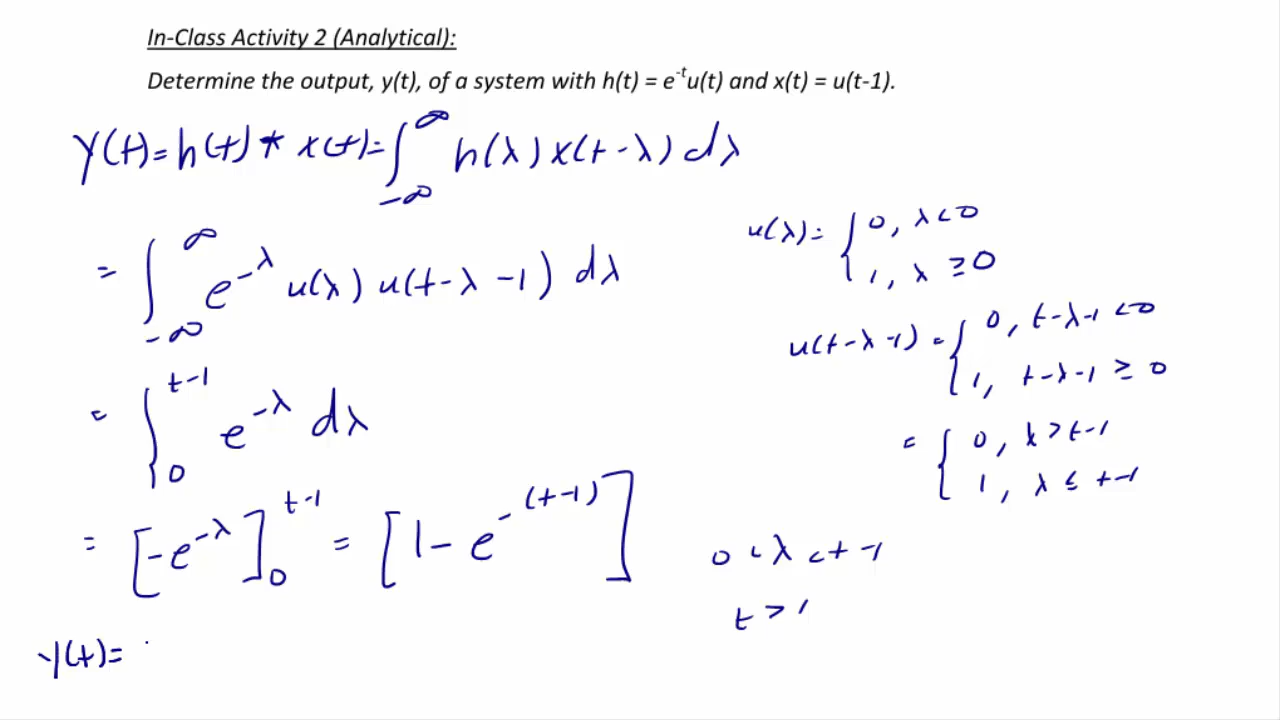 In-Class Activity 2 (Analytical):
Determine the output, y(t), of a system with h(t) = e^-t u(t) and x(t) = u(t-1).
y(t) = h(t) * x(t) = ∫_{-∞}^{∞} h(λ) x(t-λ) dλ
= ∫_{-∞}^{∞} e^{-λ} u(λ) u(t-λ-1) dλ
u(λ) = { 0, λ<0
1, λ ≥ 0
u(t-λ-1) = { 0, t-λ-1 <0
1, t-λ-1 ≥ 0
= ∫_{0}^{t-1} e^{-λ} dλ
= { 0, λ > t-1
1, λ ≤ t-1
= [-e^{-λ}]_{0}^{t-1} = [1 - e^{-(t-1)}]
0 < λ < t-1
t > 1
y(t) =